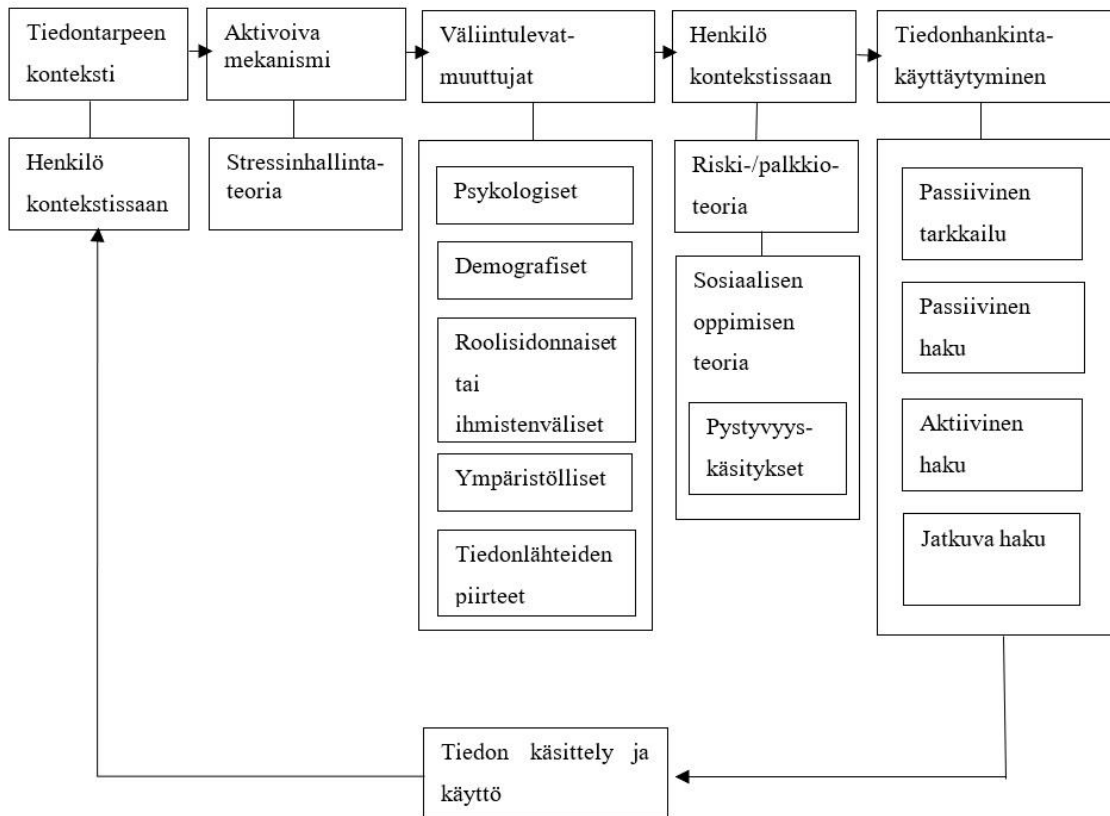 Tiedontarpeen
konteksti
Aktivoiva
mekanismi
Väliintulevat-
muuttujat
Henkilö
kontekstissaan
Tiedonhankinta-
käyttäytyminen
Henkilö
kontekstissaan
Stressinhallinta-
teoria
Psykologiset
Demografiset
Roolisidonnaiset
tai
ihmistenväliset
Ympäristölliset
Tiedonlähteiden
piirteet
Riski-/palkkio-
teoria
Sosiaalisen
oppimisen
teoria
Pystyvyys-
käsitykset
Passiivinen
tarkkailu
Passiivinen
haku
Aktiivinen
haku
Jatkuva haku
Tiedon käsittely ja
käyttö